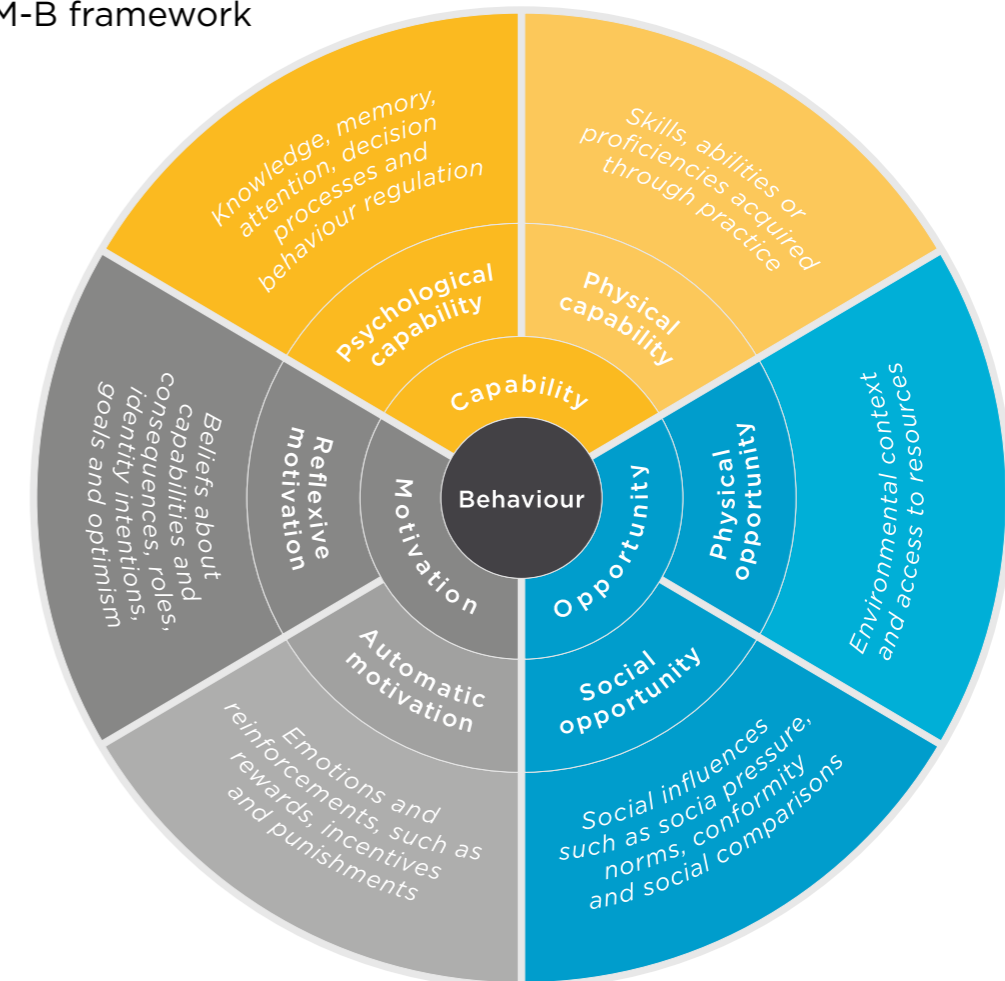 M-B framework
Knowledge, memory,
attention, decision
processes and
behaviour regulation
Psychological
capability
Skills, abilities or
proficiencies acquired
through practice
Physical
capability
Capability
Environmental context
and access to resources
Physical
opportunity
Opportunity
Social
opportunity
Social influences
such as socia pressure,
norms, conformity
and social comparisons
Behaviour
Motivation
Reflexive
motivation
Beliefs about
capabilities and
consequences, roles,
identity intentions,
goals and optimism
Automatic
motivation
Emotions and
reinforcements, such as
rewards, incentives
and punishments